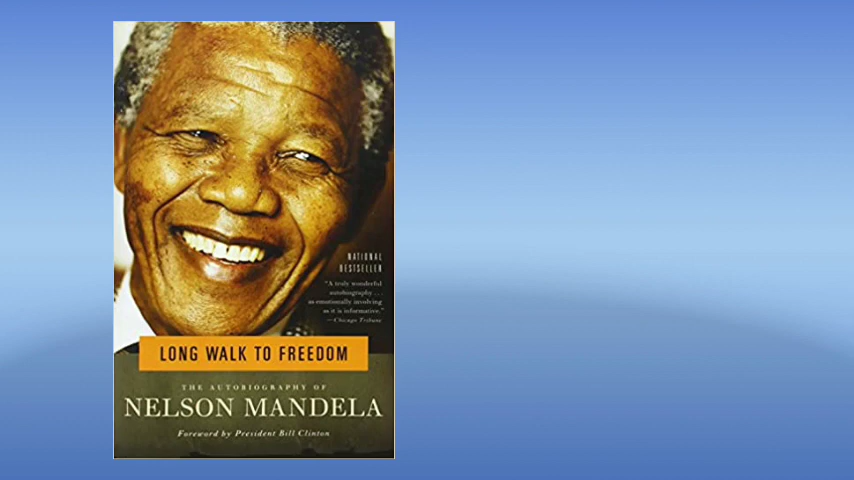 NATIONAL
BESTSELLER
"A truly wonderful
autobiography . . .
as emotionally involving
as it is informative."
—Chicago Tribune
LONG WALK TO FREEDOM
THE AUTOBIOGRAPHY OF
NELSON MANDELA
Foreword by President Bill Clinton